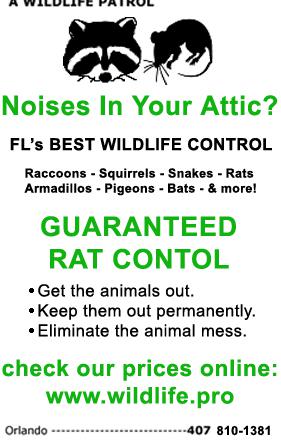 A WILDLIFE PATROL
Noises In Your Attic?
FL's BEST WILDLIFE CONTROL
Raccoons - Squirrels - Snakes - Rats
Armadillos - Pigeons - Bats - & more!
GUARANTEED
RAT CONTOL
• Get the animals out.
• Keep them out permanently.
• Eliminate the animal mess.
check our prices online:
www.wildlife.pro
Orlando ----------------------------407 810-1381